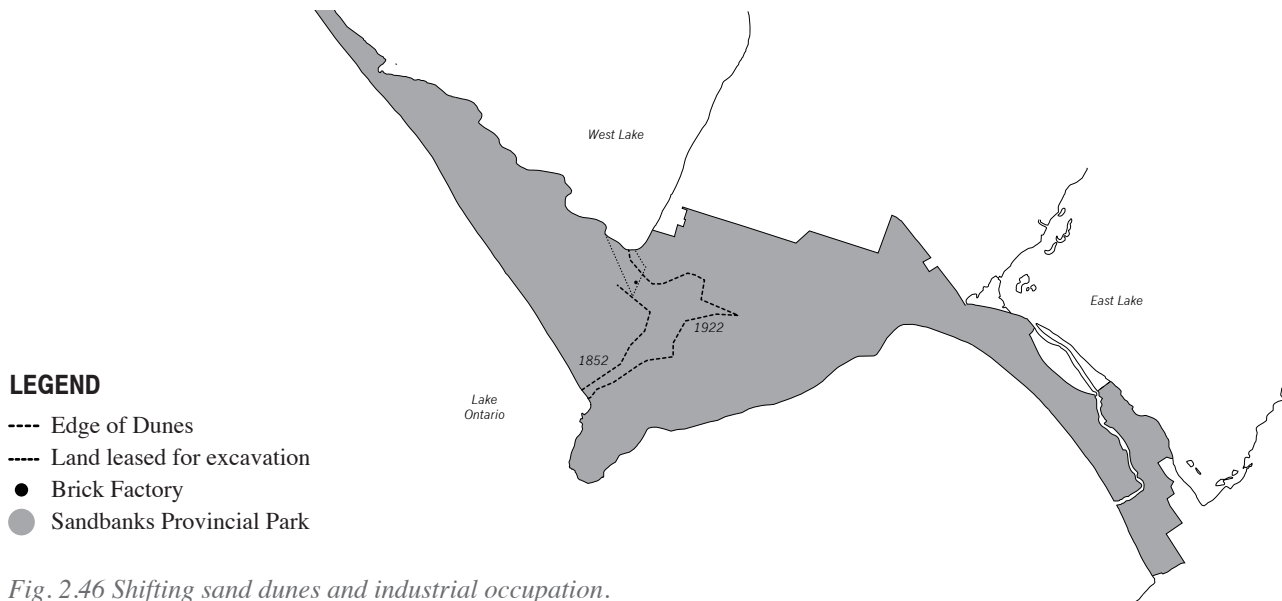 West Lake
East Lake
1922
1852
Lake
Ontario
LEGEND
Edge of Dunes
Land leased for excavation
Brick Factory
Sandbanks Provincial Park
Fig. 2.46 Shifting sand dunes and industrial occupation.